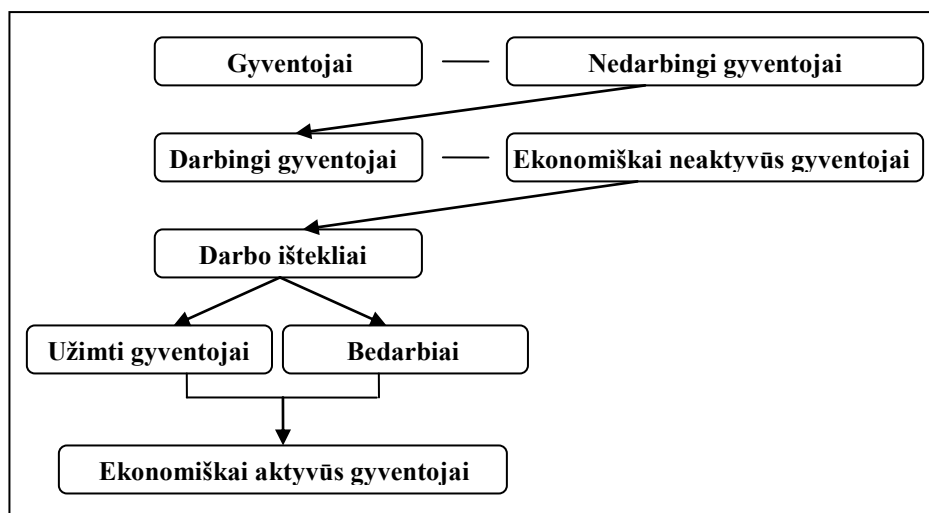 Gyventojai
Nedarbingi gyventojai
Darbingi gyventojai
Ekonomiškai neaktyvūs gyventojai
Darbo ištekliai
Užimti gyventojai
Bedarbiai
Ekonomiškai aktyvūs gyventojai